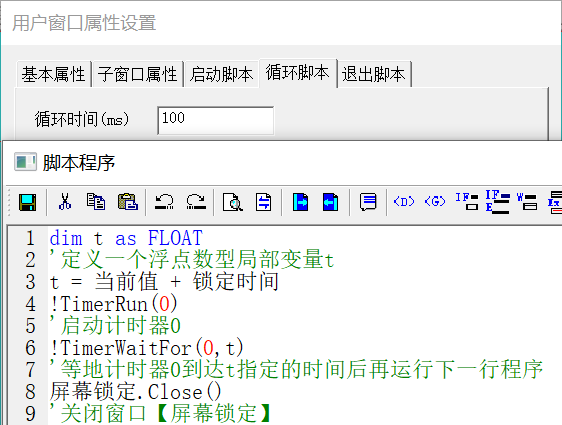 用户窗口属性设置
基本属性 子窗口属性 启动脚本 循环脚本 退出脚本
循环时间(ms) 100
脚本程序
<D> <G> IF IF E W
1 dim t as FLOAT
2 '定义一个浮点数型局部变量t
3 t = 当前值 + 锁定时间
4 !TimerRun(0)
5 '启动计时器0
6 !TimerWaitFor(0,t)
7 '等地计时器0到达t指定的时间后再运行下一行程序
8 屏幕锁定.Close()
9 '关闭窗口【屏幕锁定】